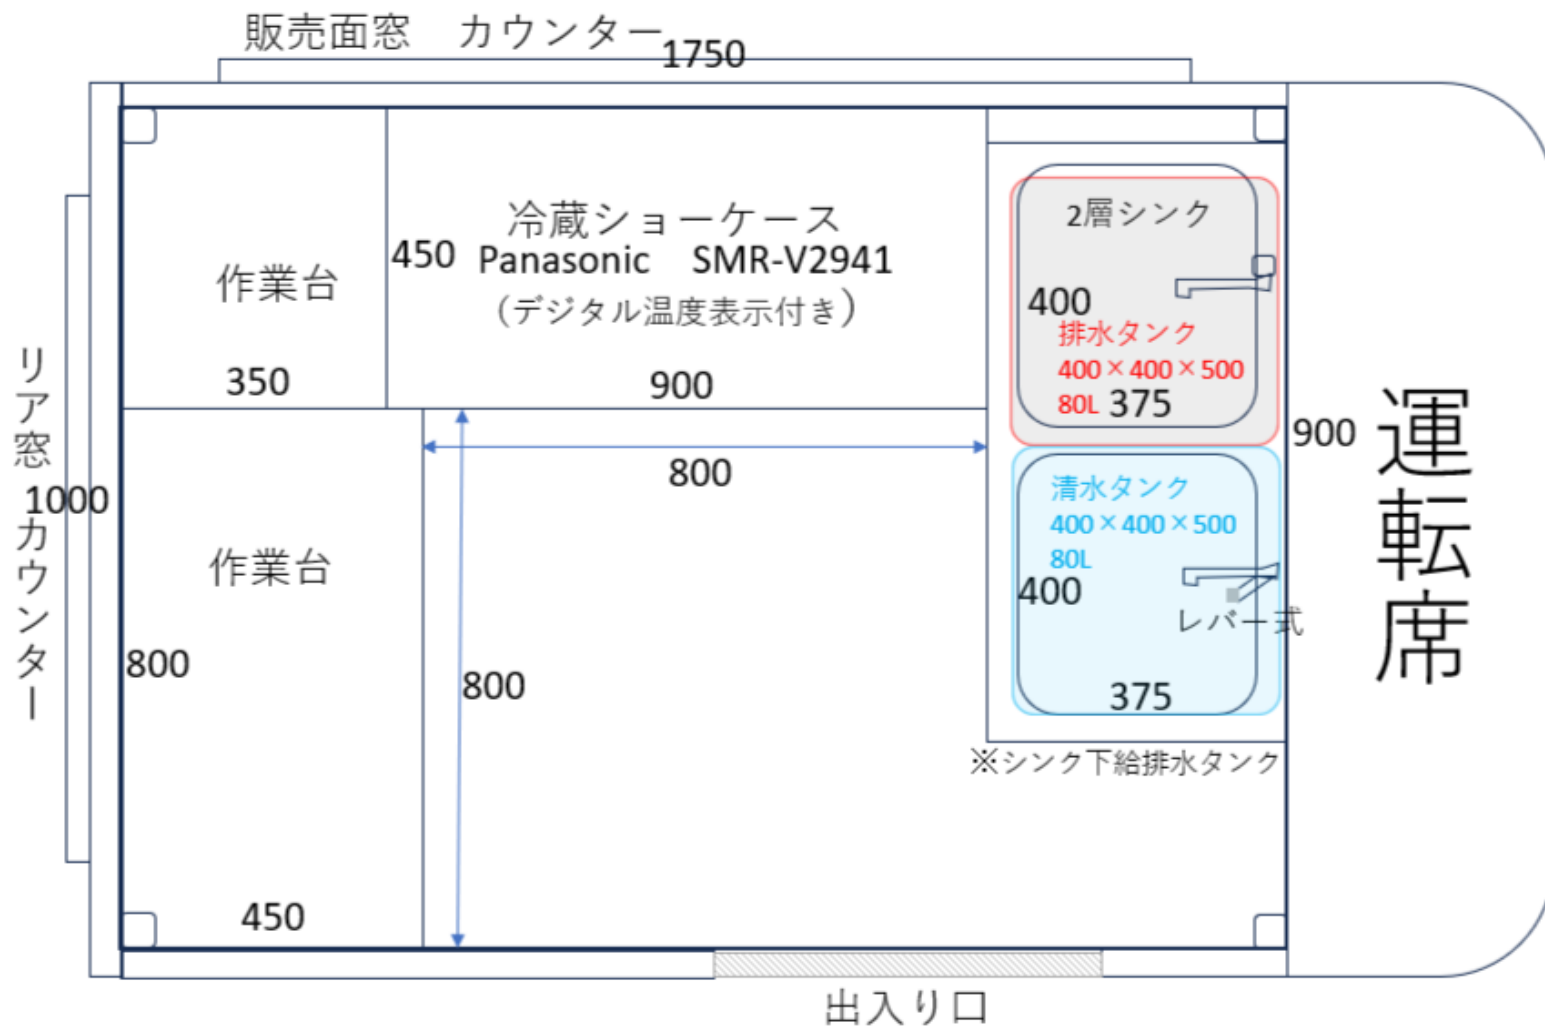 販売面窓　カウンター
1750
冷蔵ショーケース
450
Panasonic　SMR-V2941
（デジタル温度表示付き）
900
作業台
350
2層シンク
400
排水タンク
400×400×500
80L
375
900
運転席
リア窓　カウンター
1000
800
清水タンク
400×400×500
80L
400
レバー式
375
作業台
800
800
※シンク下給排水タンク
450
出入り口